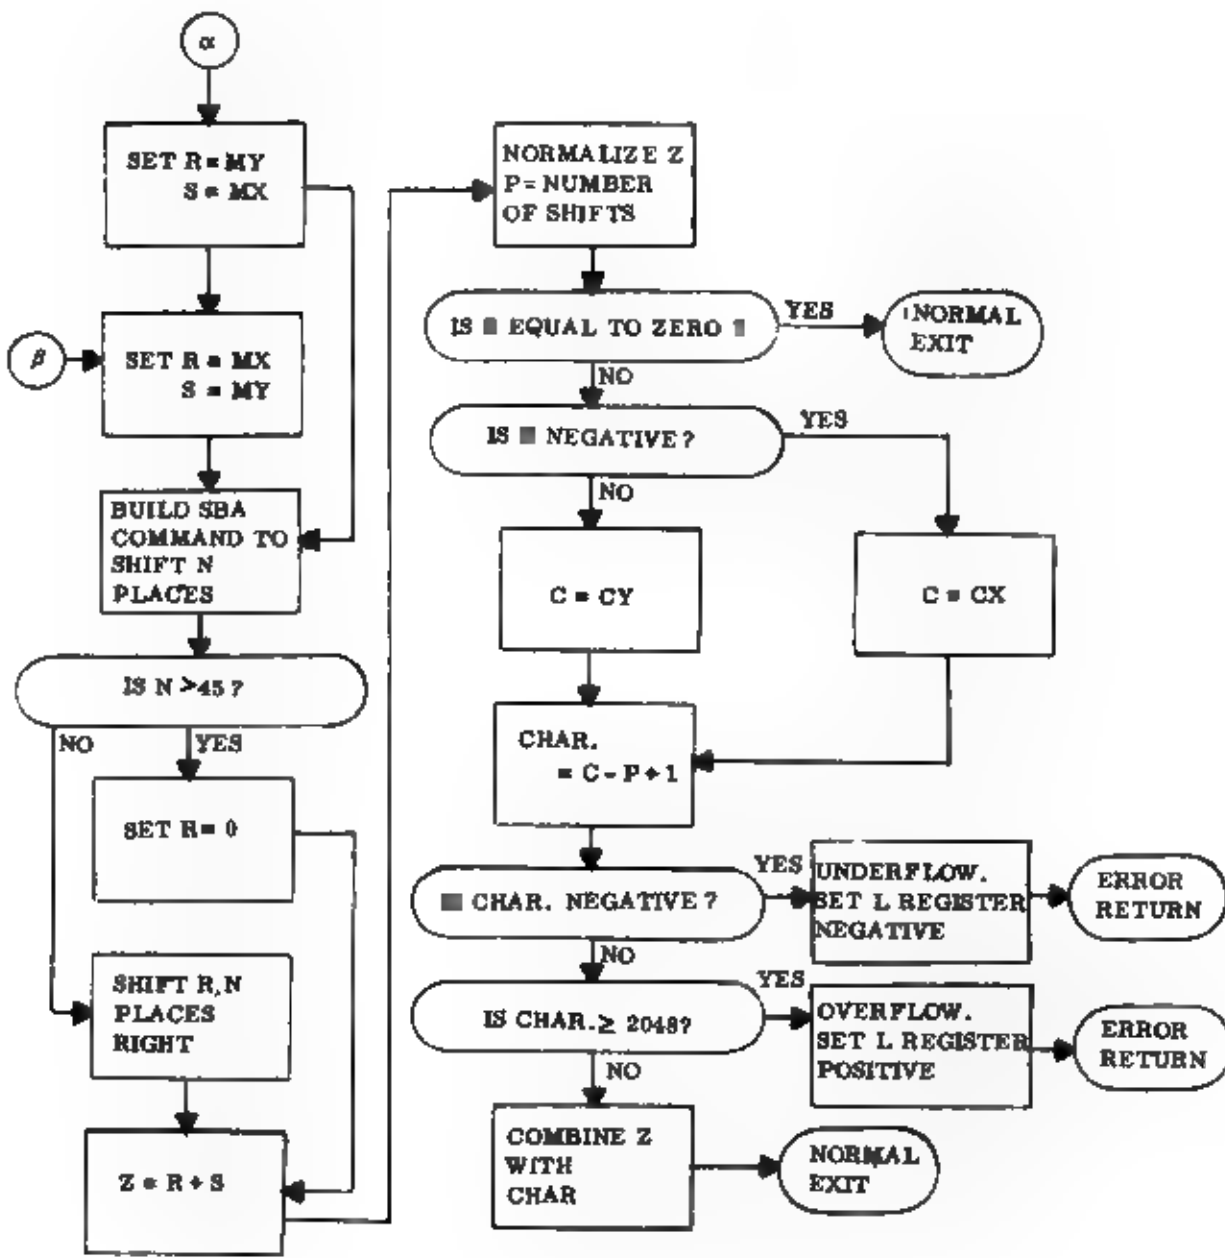 α
SET R = MY
S = MX
β
SET R = MX
S = MY
BUILD SBA
COMMAND TO
SHIFT N
PLACES
IS N >45?
NO
YES
SET R= 0
SHIFT R,N
PLACES
RIGHT
Z = R + S
NORMALIZE Z
P= NUMBER
OF SHIFTS
IS EQUAL TO ZERO
YES
NORMAL
EXIT
NO
IS NEGATIVE?
YES
NO
C = CY
C = CX
CHAR.
= C - P + 1
CHAR. NEGATIVE?
YES
UNDERFLOW.
SET L REGISTER
NEGATIVE
ERROR
RETURN
NO
IS CHAR. ≥ 2048?
YES
OVERFLOW.
SET L REGISTER
POSITIVE
ERROR
RETURN
NO
COMBINE Z
WITH
CHAR
NORMAL
EXIT